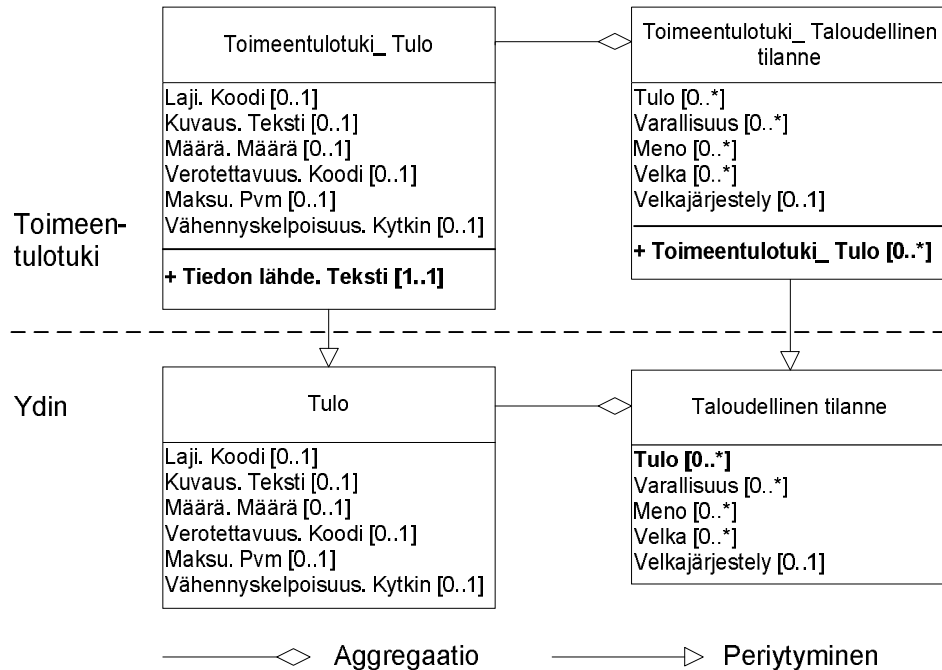 Toimeentulotuki_ Tulo
Laji. Koodi [0..1]
Kuvaus. Teksti [0..1]
Määrä. Määrä [0..1]
Verotettavuus. Koodi [0..1]
Maksu. Pvm [0..1]
Vähennyskelpoisuus. Kytkin [0..1]
+ Tiedon lähde. Teksti [1..1]
Toimeentulotuki_ Taloudellinen
tilanne
Tulo [0..*]
Varallisuus [0..*]
Meno [0..*]
Velka [0..*]
Velkajärjestely [0..1]
+ Toimeentulotuki_ Tulo [0..*]
Toimeen-
tulotuki
Ydin
Tulo
Laji. Koodi [0..1]
Kuvaus. Teksti [0..1]
Määrä. Määrä [0..1]
Verotettavuus. Koodi [0..1]
Maksu. Pvm [0..1]
Vähennyskelpoisuus. Kytkin [0..1]
Taloudellinen tilanne
Tulo [0..*]
Varallisuus [0..*]
Meno [0..*]
Velka [0..*]
Velkajärjestely [0..1]
Aggregaatio
Periytyminen